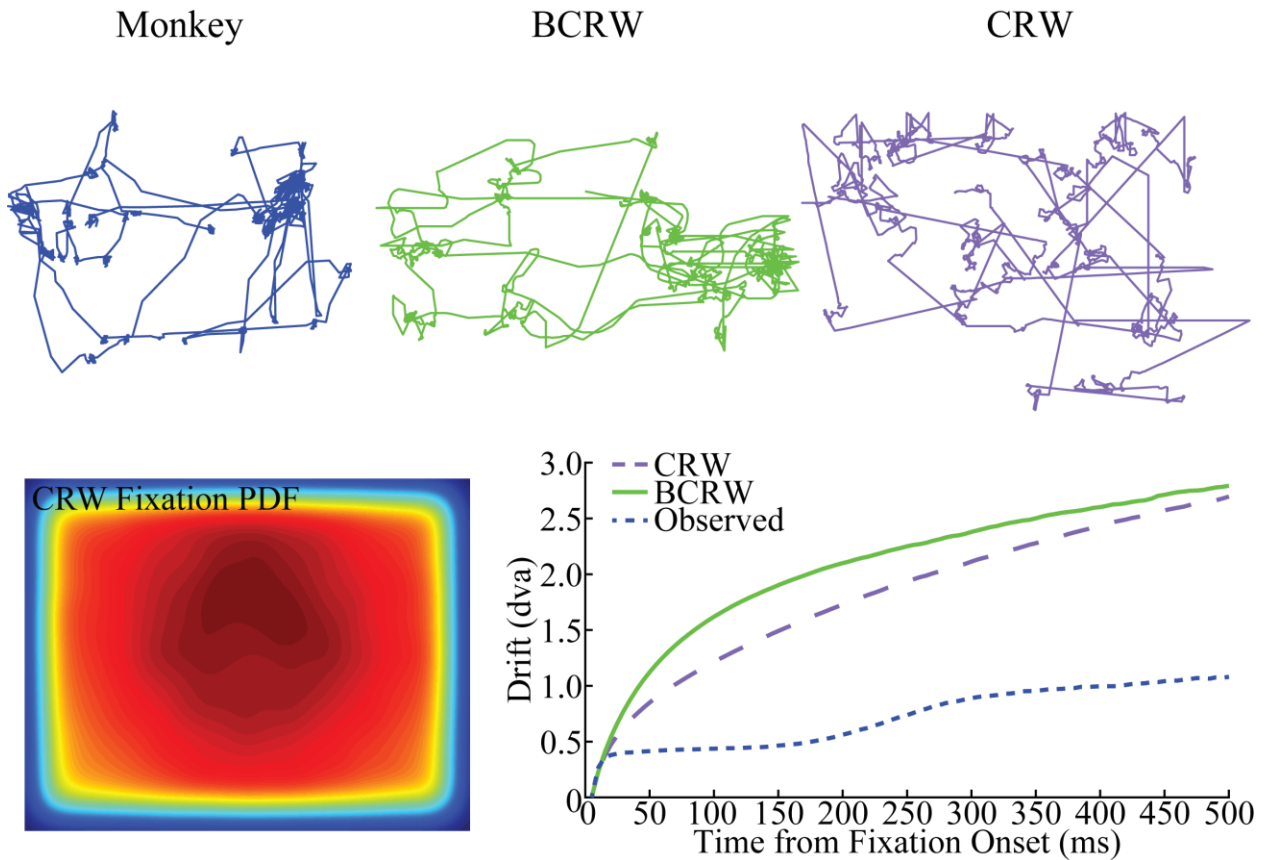 Monkey BCRW CRW
CRW Fixation PDF
Drift (dva)
3.0
2.5
2.0
1.5
1.0
0.5
0
CRW
BCRW
Observed
0 50 100 150 200 250 300 350 400 450 500
Time from Fixation Onset (ms)